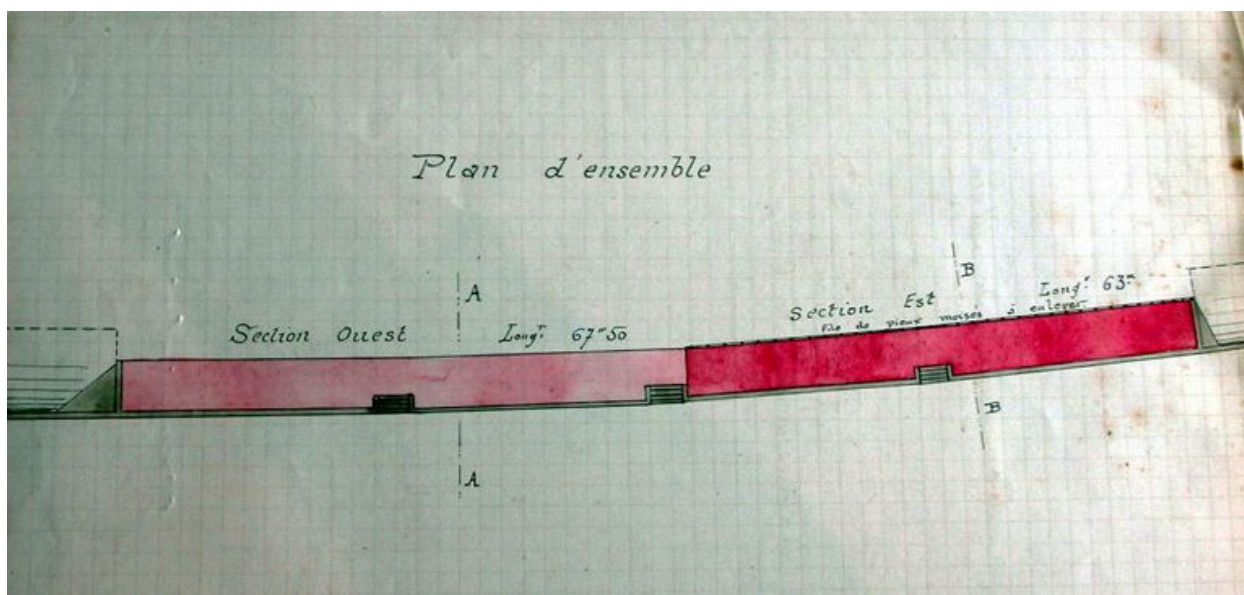 Plan d'ensemble
A
B
Section Ouest Longr 67m50
Section Est Longr 63m
file de pieux moisés à enlever
A
B